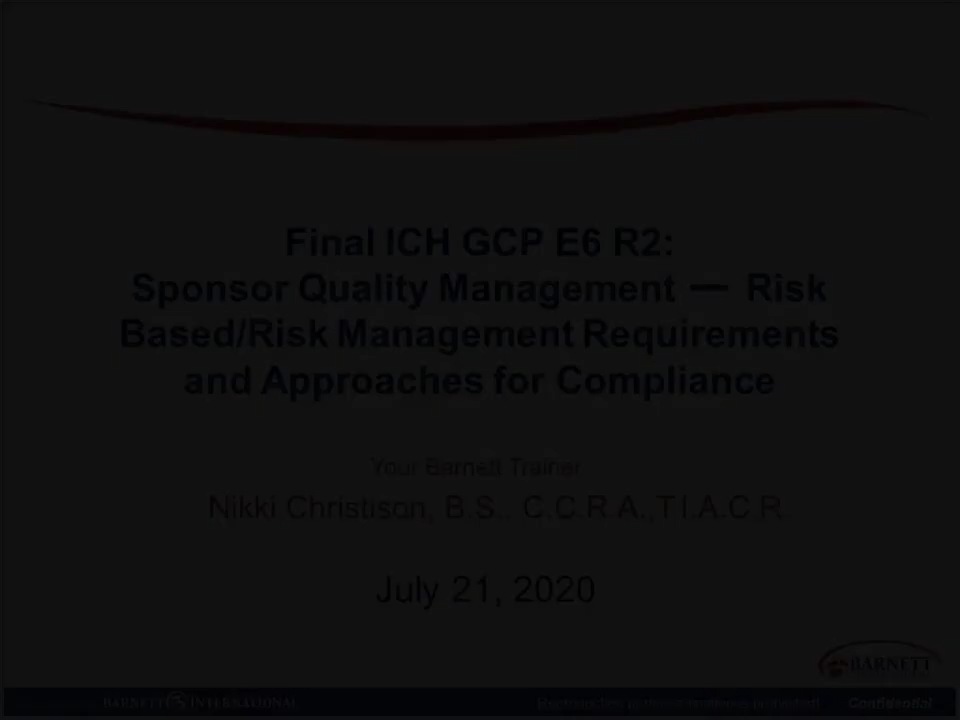 Final ICH GCP E6 R2:
Sponsor Quality Management — Risk
Based/Risk Management Requirements
and Approaches for Compliance
Your Barnett Trainer
Nikki Christison, B.S., C.C.R.A.,T.I.A.C.R.
July 21, 2020
BARNETT
BARNETT INTERNATIONAL
Confidential